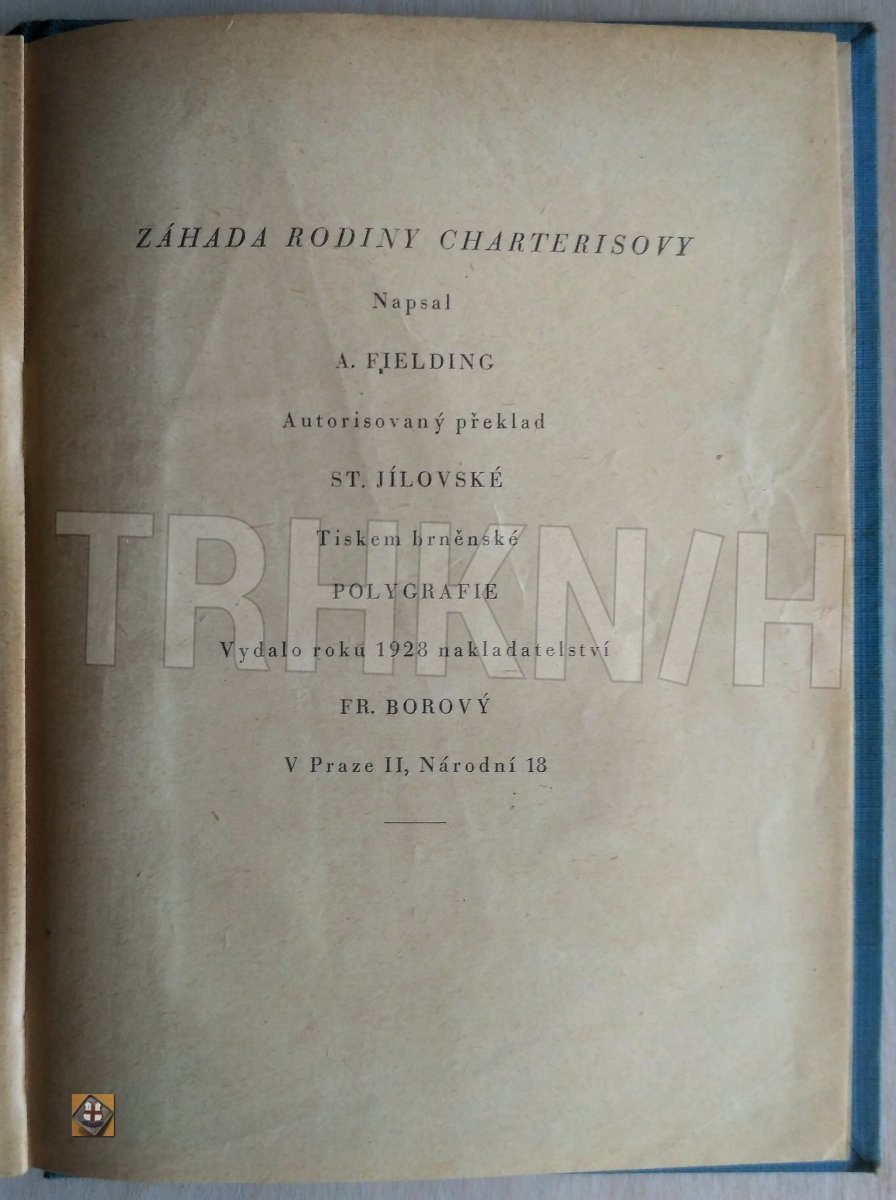 ZÁHADA RODINY CHARTERISOVY
Napsal
A. FIELDING
Autorisovaný překlad
ST. JÍLOVSKÉ
Tiskem brněnské
POLYGRAFIE
Vydalo roku 1928 nakladatelství
FR. BOROVÝ
V Praze II, Národní 18
TRHKN/H